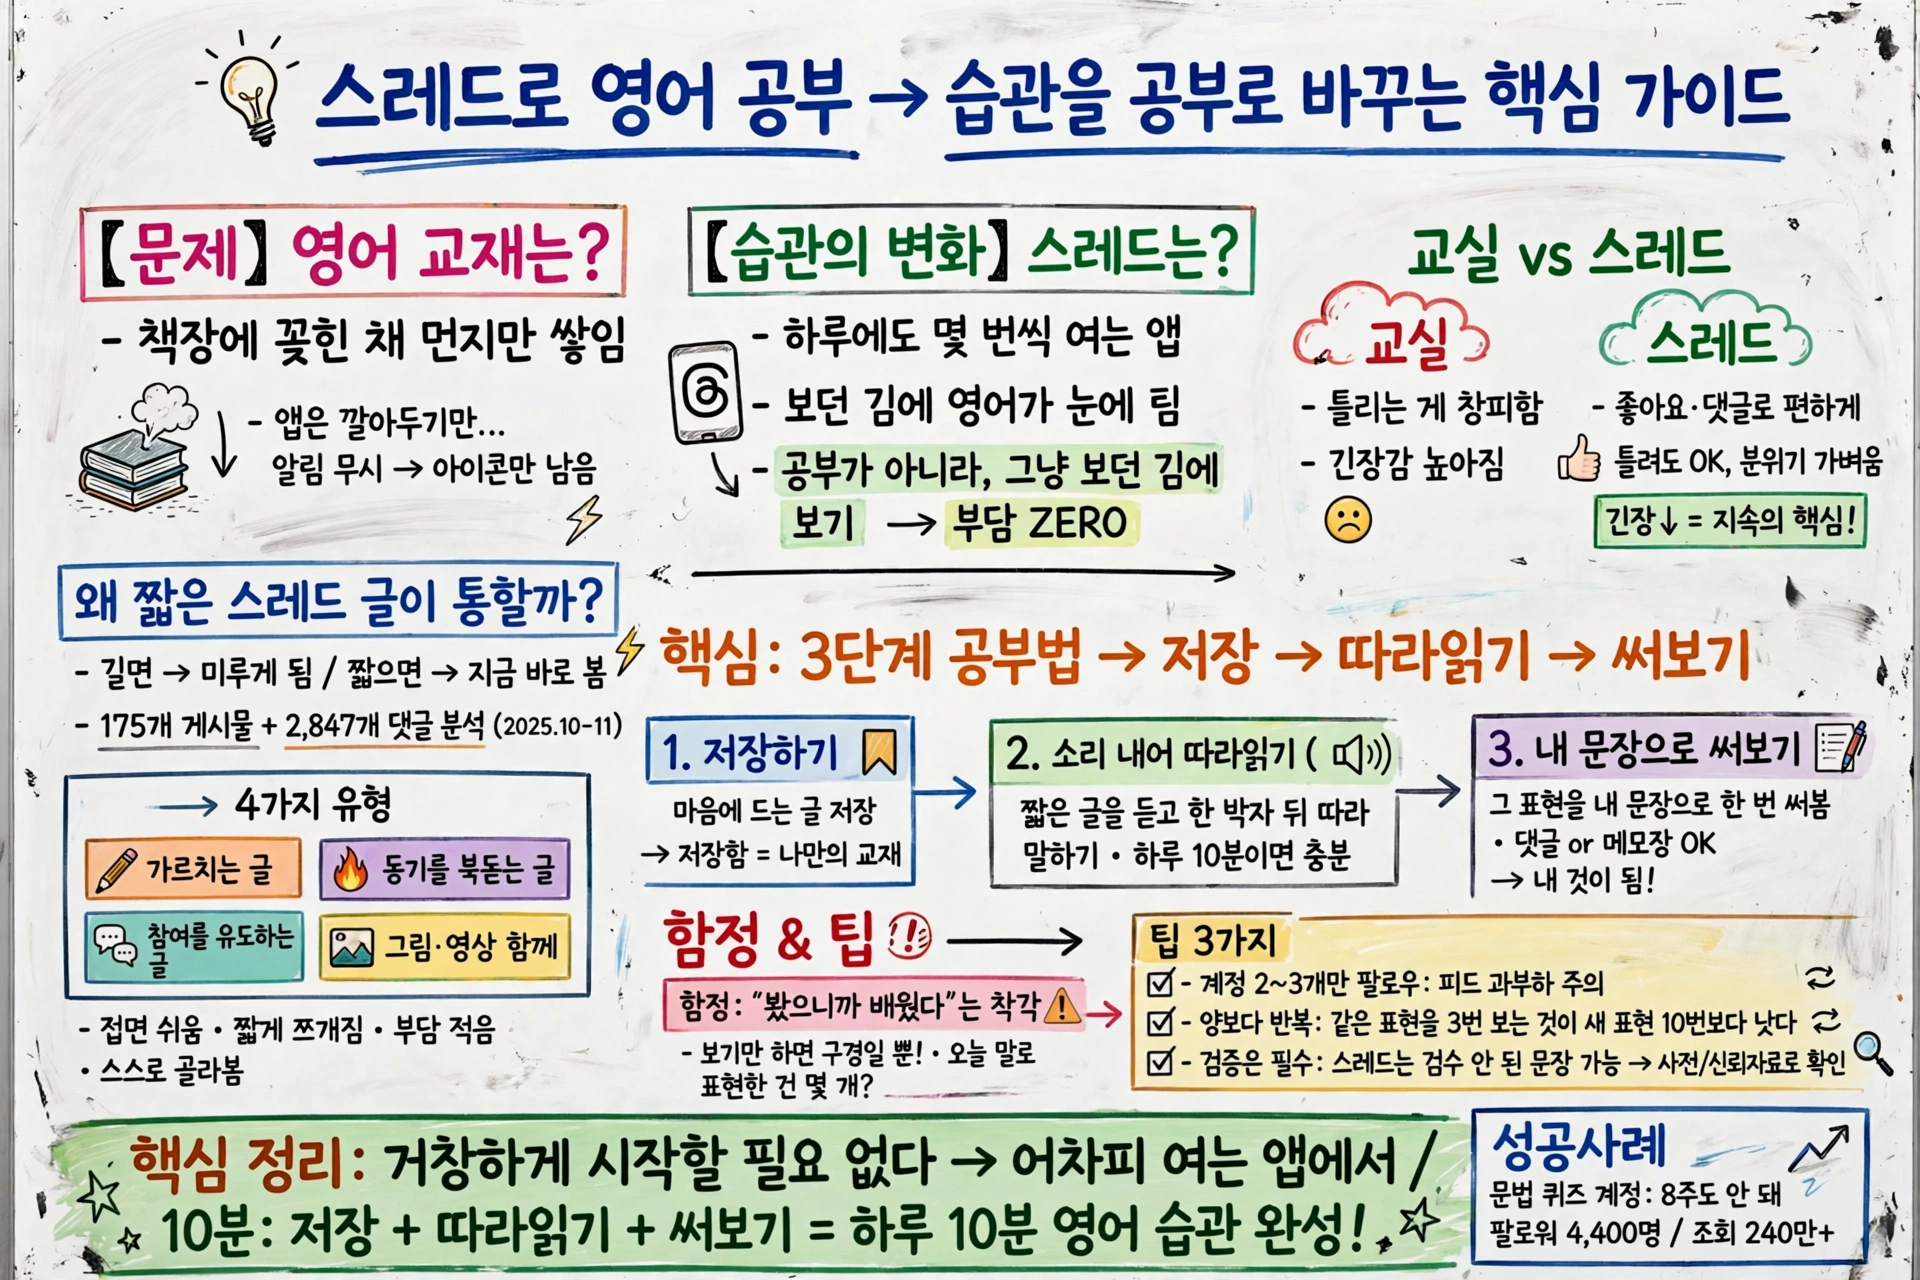 스레드로 영어 공부 → 습관을 공부로 바꾸는 핵심 가이드
【문제】 영어 교재는?
- 책장에 꽂힌 채 먼지만 쌓임
- 앱은 깔아두기만...
알림 무시 → 아이콘만 남음
【습관의 변화】 스레드는?
- 하루에도 몇 번씩 여는 앱
- 보던 김에 영어가 눈에 띔
- 공부가 아니라, 그냥 보던 김에
보기 → 부담 ZERO
교실 vs 스레드
교실
- 틀리는 게 창피함
- 긴장감 높아짐
스레드
- 좋아요·댓글로 편하게
틀려도 OK, 분위기 가벼움
긴장↓ = 지속의 핵심!
왜 짧은 스레드 글이 통할까?
- 길면 → 미루게 됨 / 짧으면 → 지금 바로 봄
- 175개 게시물 + 2,847개 댓글 분석 (2025.10-11)
→ 4가지 유형
가르치는 글
동기를 북돋는 글
참여를 유도하는
글
그림·영상 함께
- 접면 쉬움 · 짧게 쪼개짐 · 부담 적음
· 스스로 골라봄
핵심: 3단계 공부법 → 저장 → 따라읽기 → 써보기
1. 저장하기
마음에 드는 글 저장
→ 저장함 = 나만의 교재
2. 소리 내어 따라읽기 (
짧은 글을 듣고 한 박자 뒤 따라
말하기 · 하루 10분이면 충분
3. 내 문장으로 써보기
그 표현을 내 문장으로 한 번 써봄
· 댓글 or 메모장 OK
→ 내 것이 됨!
함정 & 팁
함정: "봤으니까 배웠다"는 착각
- 보기만 하면 구경일 뿐! · 오늘 말로
표현한 건 몇 개?
팁 3가지
☑ - 계정 2~3개만 팔로우: 피드 과부하 주의
☑ - 양보다 반복: 같은 표현을 3번 보는 것이 새 표현 10번보다 낫다
☑ - 검증은 필수: 스레드는 검수 안 된 문장 가능 → 사전/신뢰자료로 확인
핵심 정리: 거창하게 시작할 필요 없다 → 어차피 여는 앱에서 /
10분: 저장 + 따라읽기 + 써보기 = 하루 10분 영어 습관 완성!
성공사례
문법 퀴즈 계정: 8주도 안 돼
팔로워 4,400명 / 조회 240만+